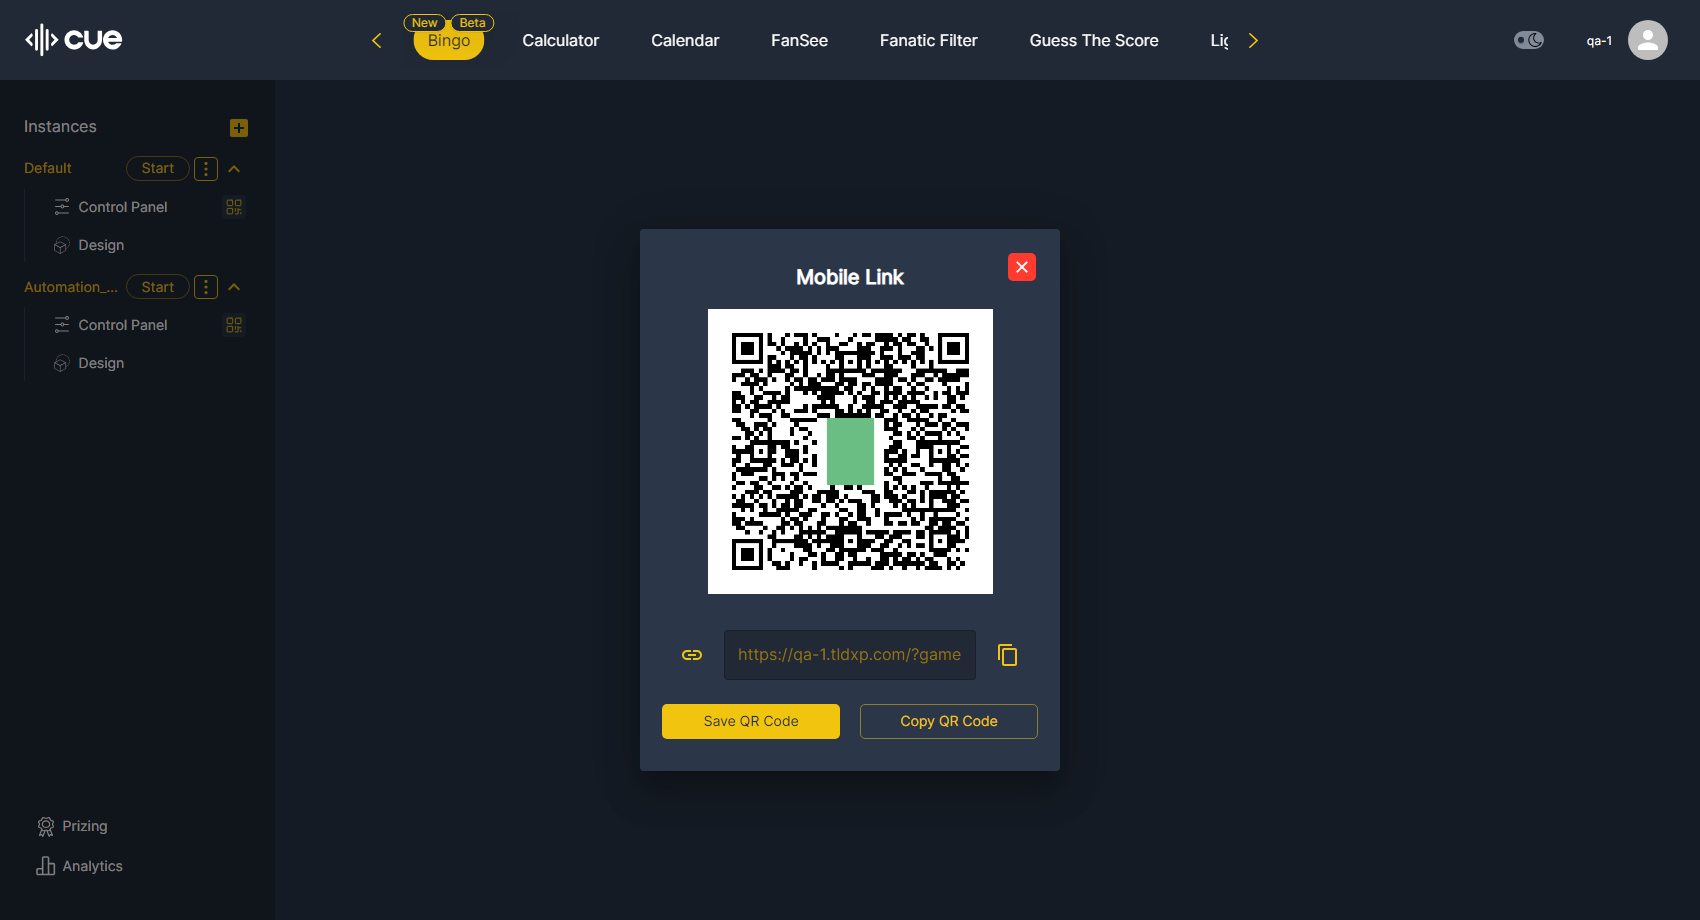 cue
New
Beta
Bingo
Calculator
Calendar
FanSee
Fanatic Filter
Guess The Score
Lig
qa-1
Instances
Default
Start
Control Panel
Design
Automation_...
Start
Control Panel
Design
Prizing
Analytics
Mobile Link
https://qa-1.tldxp.com/?game
Save QR Code
Copy QR Code